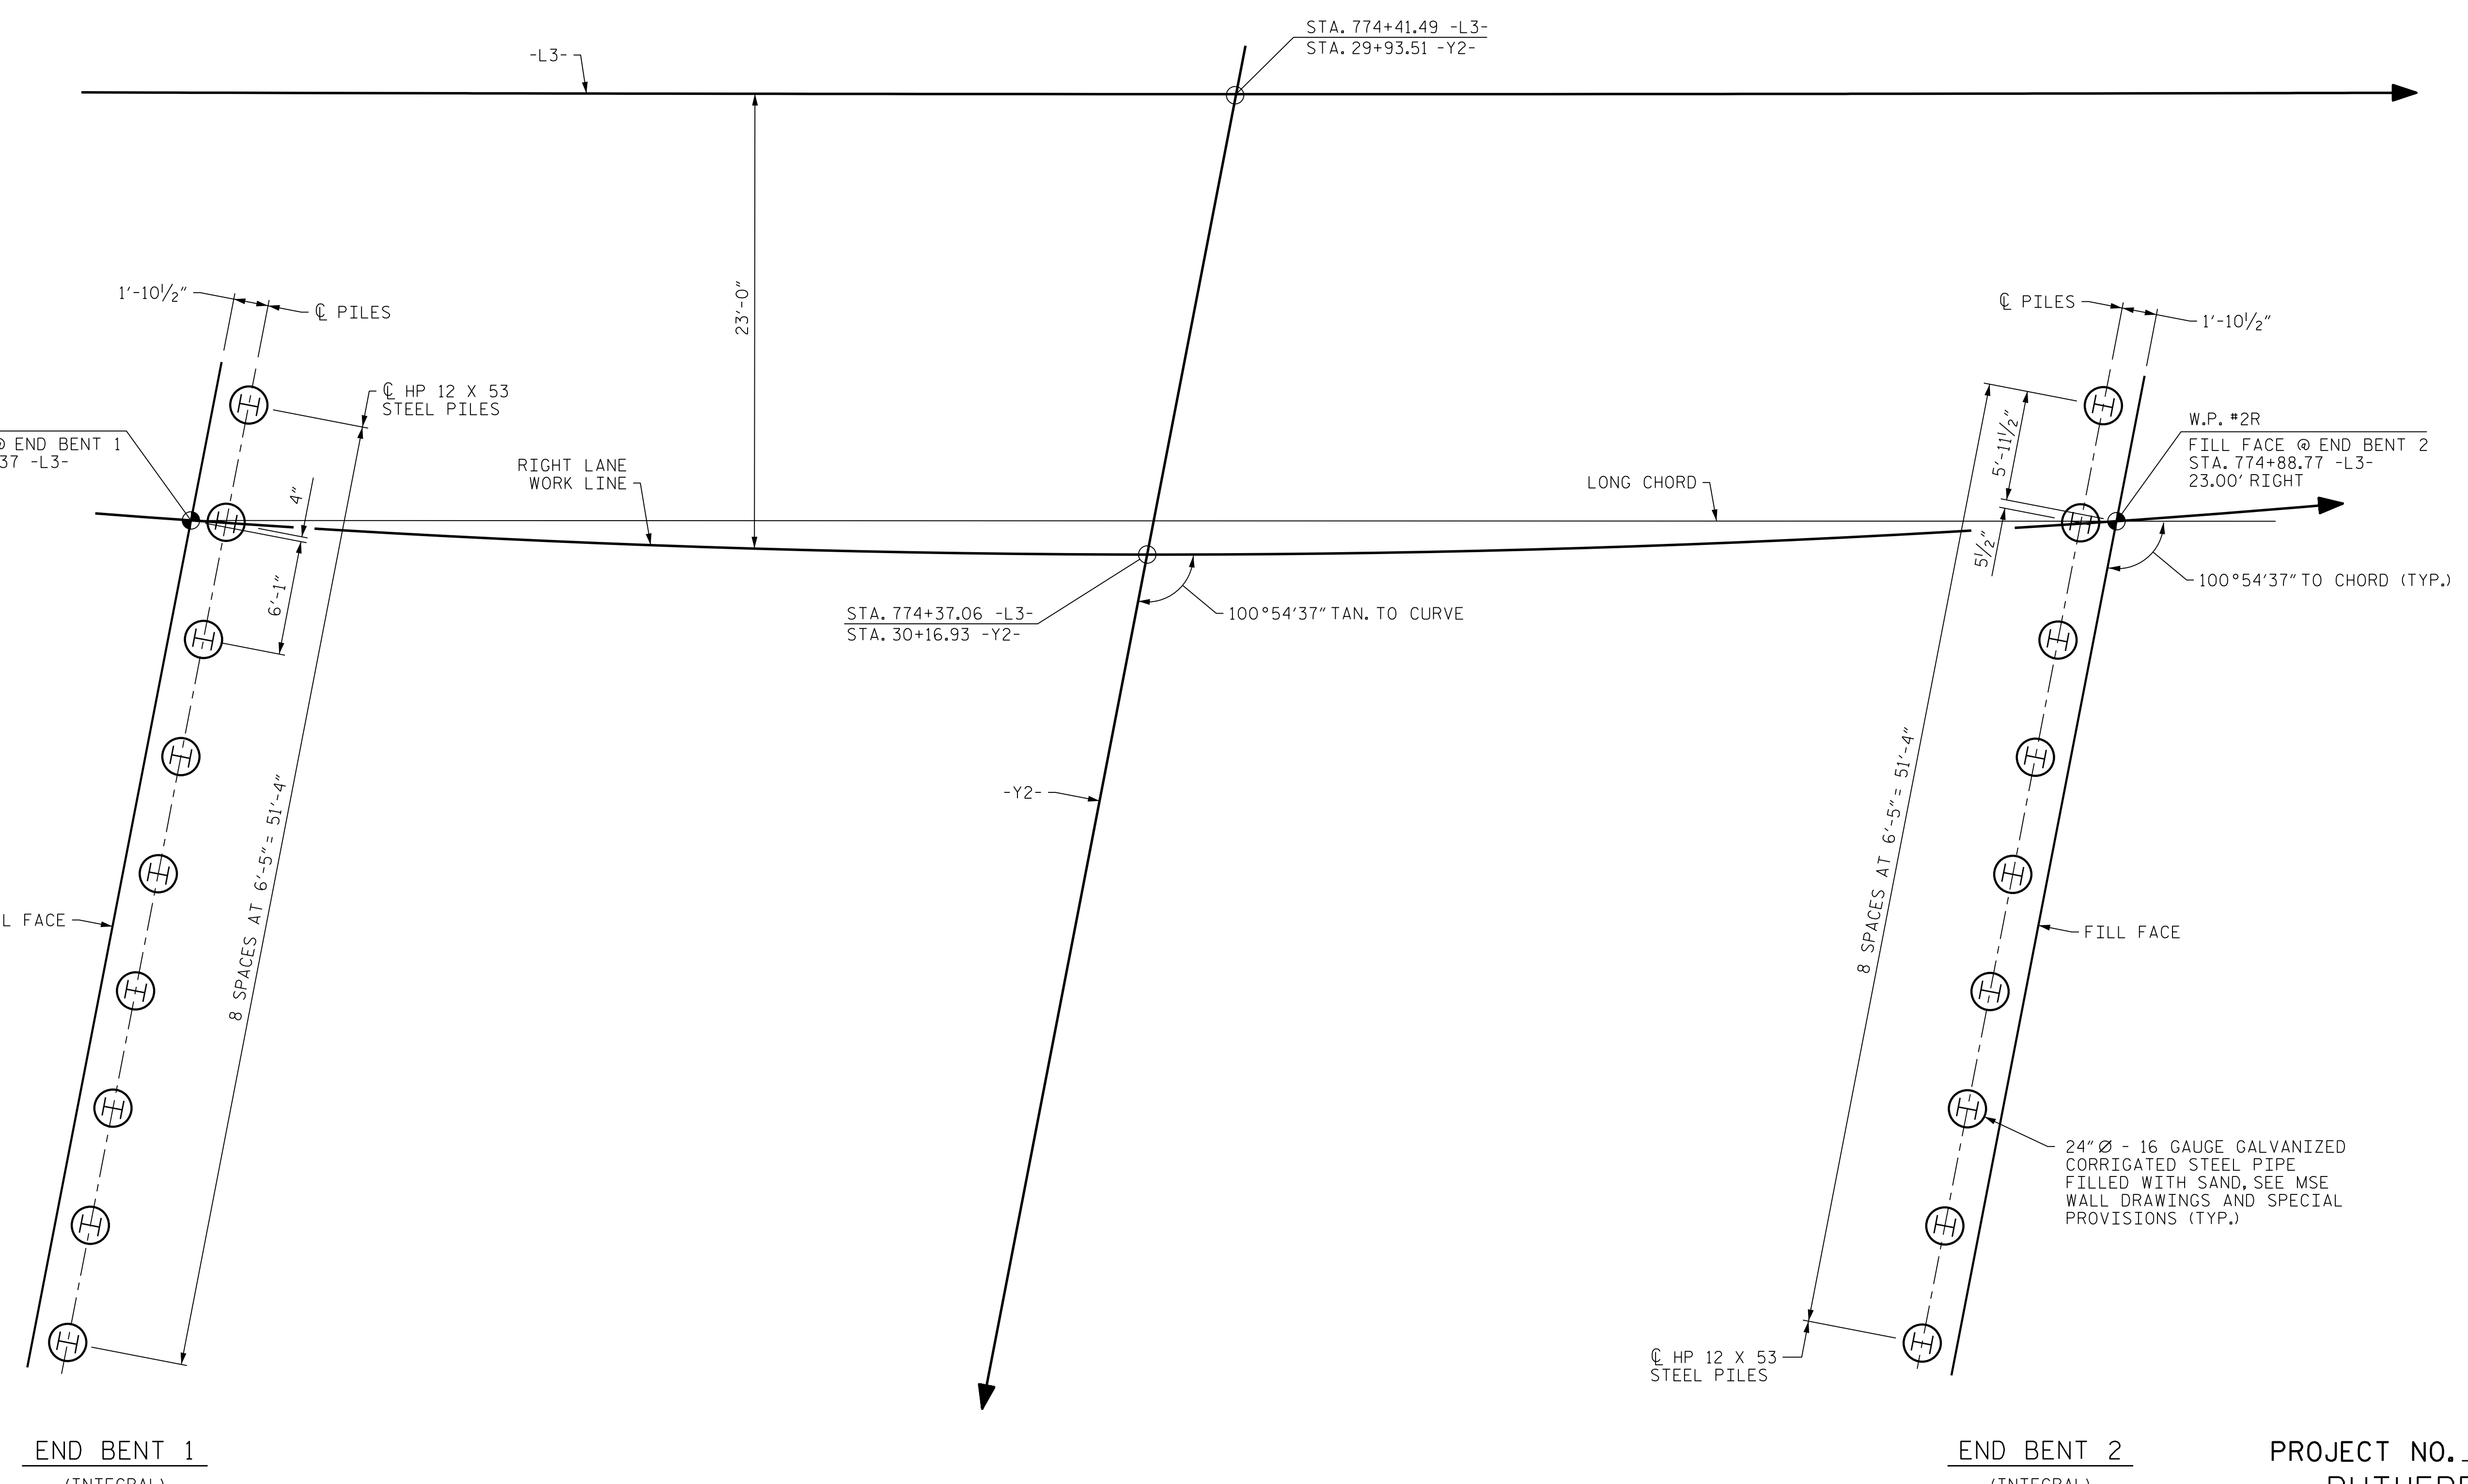 STA. 774+41.49 -L3-
STA. 29+93.51 -Y2-
-L3-
1'-10½"
℄ PILES
℄ HP 12 X 53
STEEL PILES
@ END BENT 1
37 -L3-
4"
6'-1"
8 SPACES AT 6'-5" = 51'-4"
FACE
RIGHT LANE
WORK LINE
23'-0"
STA. 774+37.06 -L3-
STA. 30+16.93 -Y2-
100°54'37" TAN. TO CURVE
-Y2-
LONG CHORD
℄ PILES
1'-10½"
5'-11½"
5½"
W.P. #2R
FILL FACE @ END BENT 2
STA. 774+88.77 -L3-
23.00' RIGHT
100°54'37" TO CHORD (TYP.)
8 SPACES AT 6'-5" = 51'-4"
FILL FACE
24"Ø - 16 GAUGE GALVANIZED
CORRIGATED STEEL PIPE
FILLED WITH SAND, SEE MSE
WALL DRAWINGS AND SPECIAL
PROVISIONS (TYP.)
℄ HP 12 X 53
STEEL PILES
END BENT 1
(INTEGRAL)
END BENT 2
(INTEGRAL)
PROJECT NO.